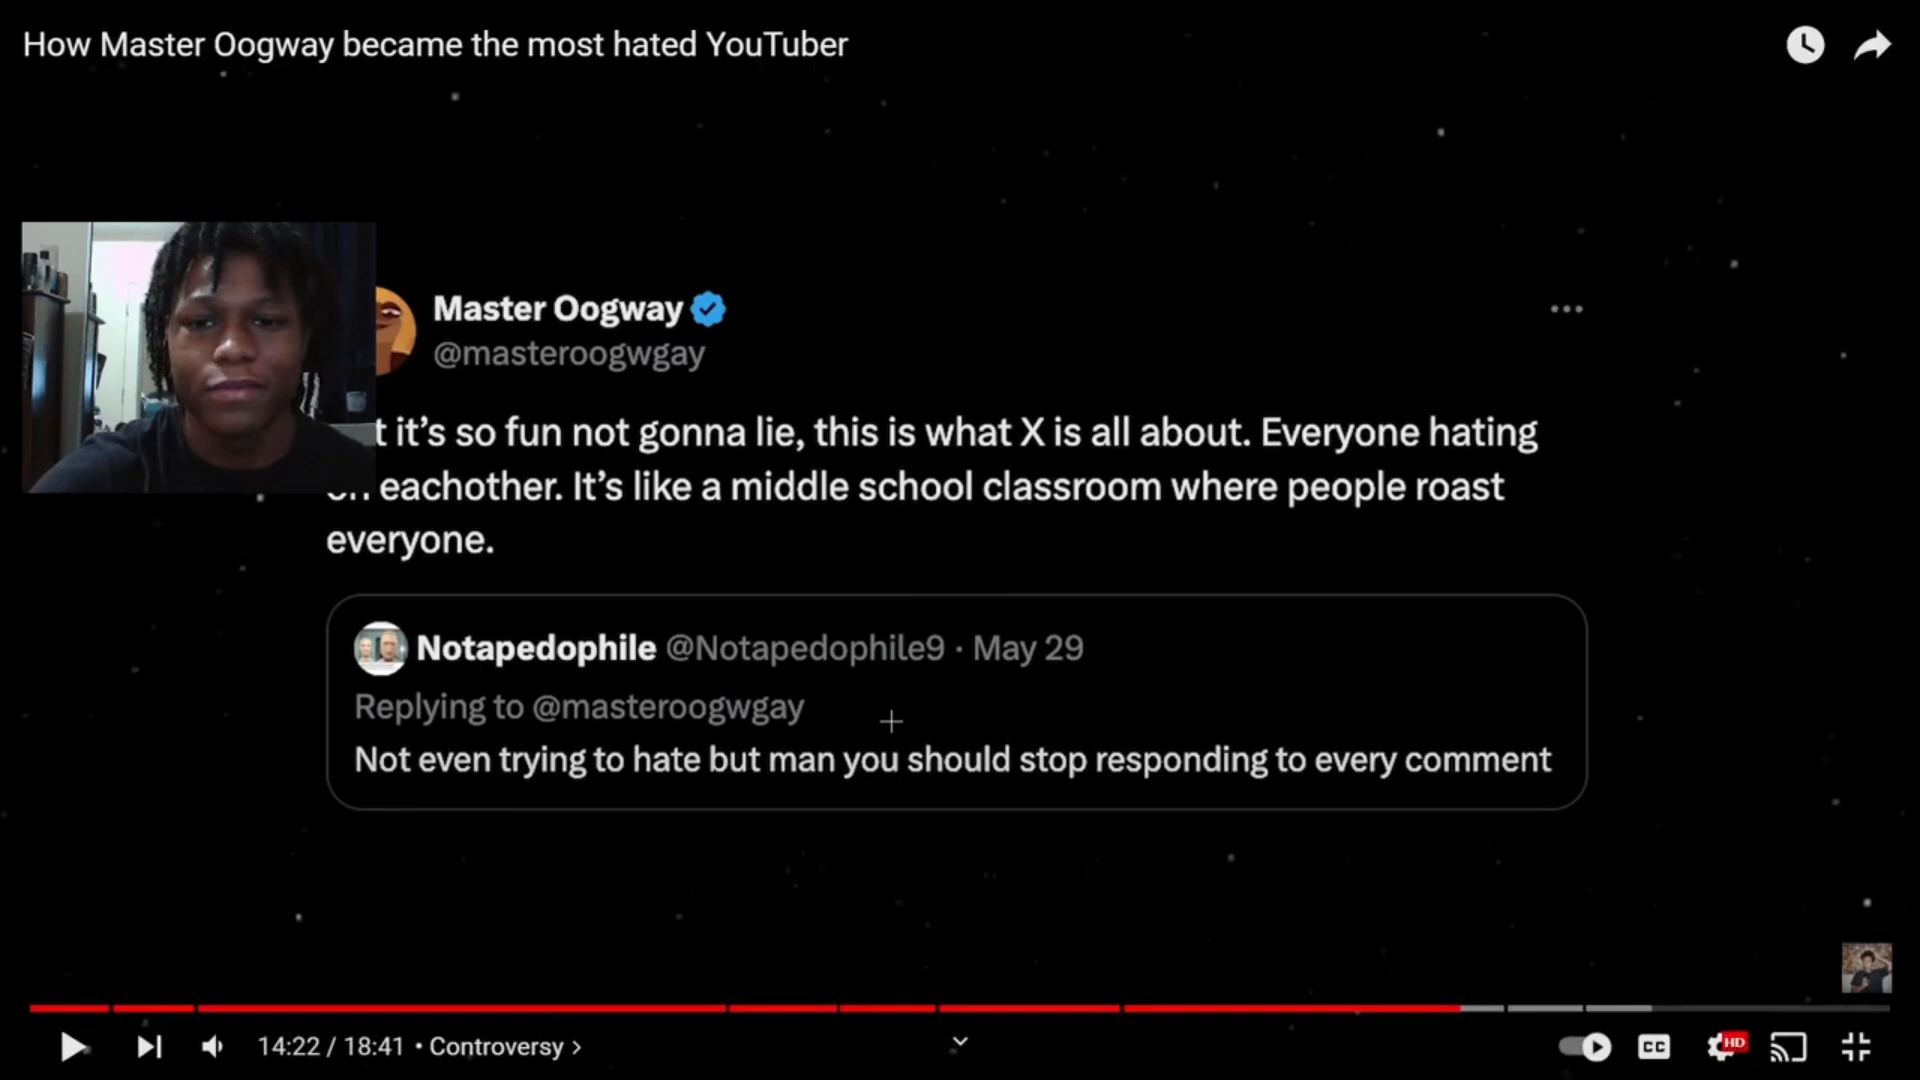 How Master Oogway became the most hated YouTuber
Master Oogway
@masteroogwgay
it's so fun not gonna lie, this is what X is all about. Everyone hating
eachother. It's like a middle school classroom where people roast
everyone.
Notapedophile @Notapedophile9 · May 29
Replying to @masteroogwgay
Not even trying to hate but man you should stop responding to every comment
14:22 / 18:41 • Controversy >
CC
HD